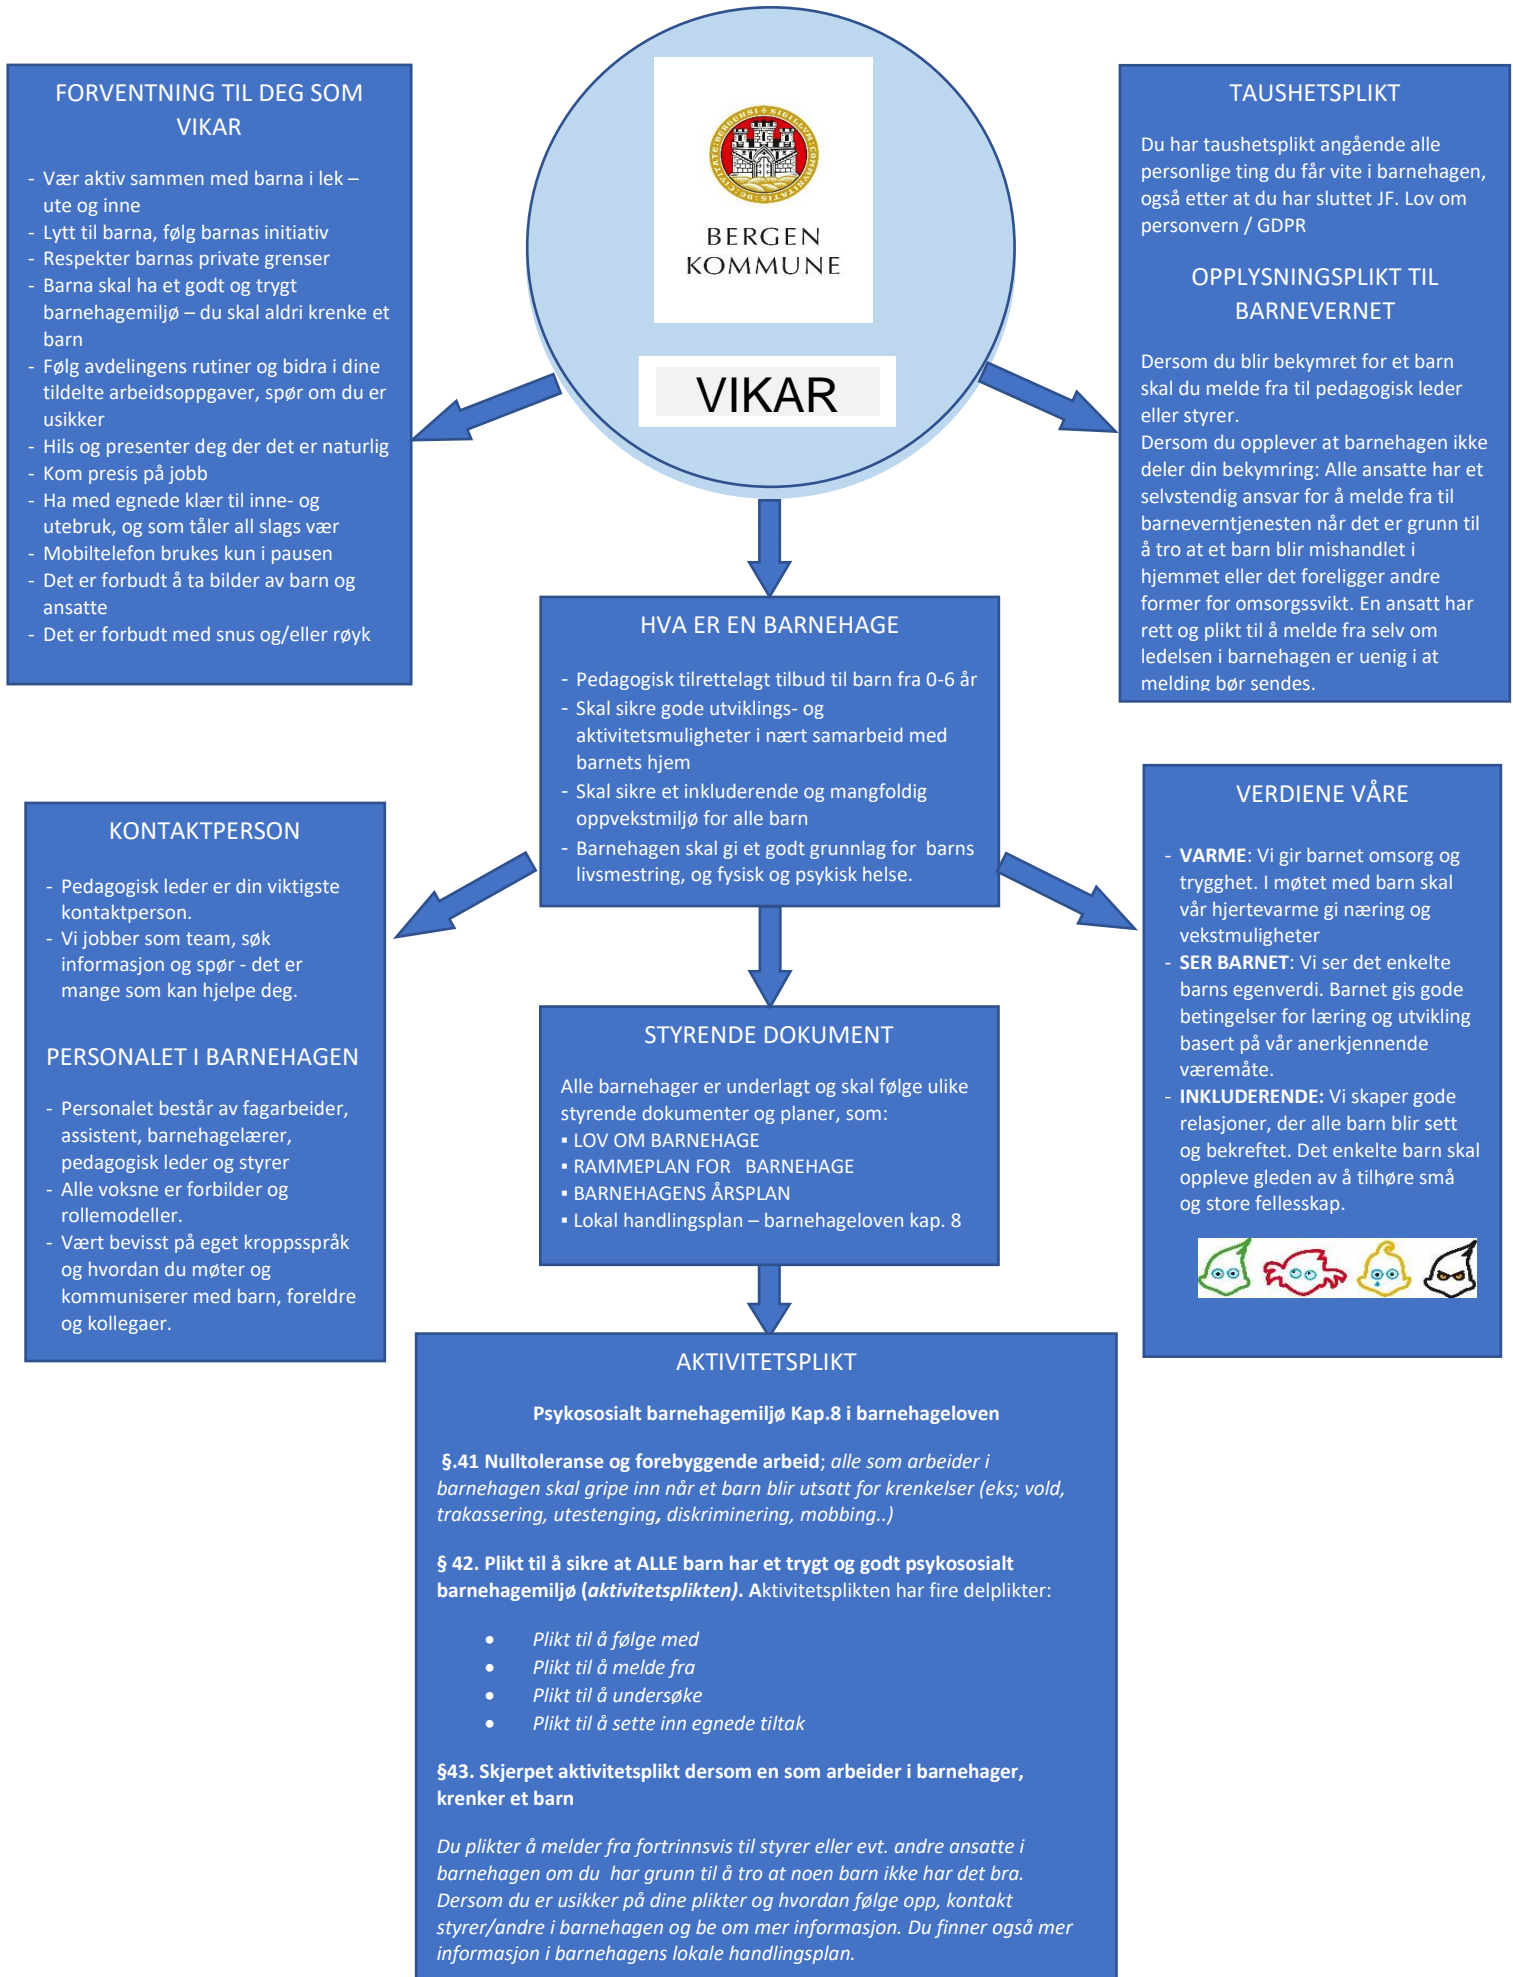 FORVENTNING TIL DEG SOM
VIKAR
- Vær aktiv sammen med barna i lek –
ute og inne
- Lytt til barna, følg barnas initiativ
- Respekter barnas private grenser
- Barna skal ha et godt og trygt
barnehagemiljø – du skal aldri krenke et
barn
- Følg avdelingens rutiner og bidra i dine
tildelte arbeidsoppgaver, spør om du er
usikker
- Hils og presenter deg der det er naturlig
- Kom presis på jobb
- Ha med egnede klær til inne- og
utebruk, og som tåler all slags vær
- Mobiltelefon brukes kun i pausen
- Det er forbudt å ta bilder av barn og
ansatte
- Det er forbudt med snus og/eller røyk
BERGEN
KOMMUNE
VIKAR
TAUSHETSPLIKT
Du har taushetsplikt angående alle
personlige ting du får vite i barnehagen,
også etter at du har sluttet JF. Lov om
personvern / GDPR
OPPLYSNINGSPLIKT TIL
BARNEVERNET
Dersom du blir bekymret for et barn
skal du melde fra til pedagogisk leder
eller styrer.
Dersom du opplever at barnehagen ikke
deler din bekymring: Alle ansatte har et
selvstendig ansvar for å melde fra til
barneverntjenesten når det er grunn til
å tro at et barn blir mishandlet i
hjemmet eller det foreligger andre
former for omsorgssvikt. En ansatt har
rett og plikt til å melde fra selv om
ledelsen i barnehagen er uenig i at
melding bør sendes.
HVA ER EN BARNEHAGE
- Pedagogisk tilrettelagt tilbud til barn fra 0-6 år
- Skal sikre gode utviklings- og
aktivitetsmuligheter i nært samarbeid med
barnets hjem
- Skal sikre et inkluderende og mangfoldig
oppvekstmiljø for alle barn
- Barnehagen skal gi et godt grunnlag for  barns
livsmestring, og fysisk og psykisk helse.
KONTAKTPERSON
- Pedagogisk leder er din viktigste
kontaktperson.
- Vi jobber som team, søk
informasjon og spør - det er
mange som kan hjelpe deg.
PERSONALET I BARNEHAGEN
- Personalet består av fagarbeider,
assistent, barnehagelærer,
pedagogisk leder og styrer
- Alle voksne er forbilder og
rollemodeller.
- Vært bevisst på eget kroppsspråk
og hvordan du møter og
kommuniserer med barn, foreldre
og kollegaer.
VERDIENE VÅRE
- VARME: Vi gir barnet omsorg og
trygghet. I møtet med barn skal
vår hjertevarme gi næring og
vekstmuligheter
- SER BARNET: Vi ser det enkelte
barns egenverdi. Barnet gis gode
betingelser for læring og utvikling
basert på vår anerkjennende
væremåte.
- INKLUDERENDE: Vi skaper gode
relasjoner, der alle barn blir sett
og bekreftet. Det enkelte barn skal
oppleve gleden av å tilhøre små
og store fellesskap.
STYRENDE DOKUMENT
Alle barnehager er underlagt og skal følge ulike
styrende dokumenter og planer, som:
▪ LOV OM BARNEHAGE
▪ RAMMEPLAN FOR   BARNEHAGE
▪ BARNEHAGENS ÅRSPLAN
▪ Lokal handlingsplan – barnehageloven kap. 8
AKTIVITETSPLIKT
Psykososialt barnehagemiljø Kap.8 i barnehageloven
§.41 Nulltoleranse og forebyggende arbeid; alle som arbeider i
barnehagen skal gripe inn når et barn blir utsatt for krenkelser (eks; vold,
trakassering, utestenging, diskriminering, mobbing..)
§ 42. Plikt til å sikre at ALLE barn har et trygt og godt psykososialt
barnehagemiljø (aktivitetsplikten). Aktivitetsplikten har fire delplikter:
• Plikt til å følge med
• Plikt til å melde fra
• Plikt til å undersøke
• Plikt til å sette inn egnede tiltak
§43. Skjerpet aktivitetsplikt dersom en som arbeider i barnehager,
krenker et barn
Du plikter å melder fra fortrinnsvis til styrer eller evt. andre ansatte i
barnehagen om du  har grunn til å tro at noen barn ikke har det bra.
Dersom du er usikker på dine plikter og hvordan følge opp, kontakt
styrer/andre i barnehagen og be om mer informasjon. Du finner også mer
informasjon i barnehagens lokale handlingsplan.